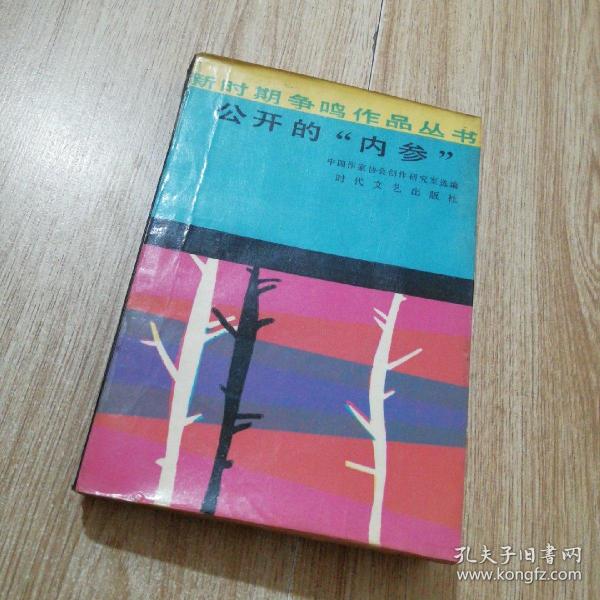 新时期争鸣作品丛书
公开的“内参”
中国作家协会创作研究室选编
时代文艺出版社
孔夫子旧书网
www.kongfz.com